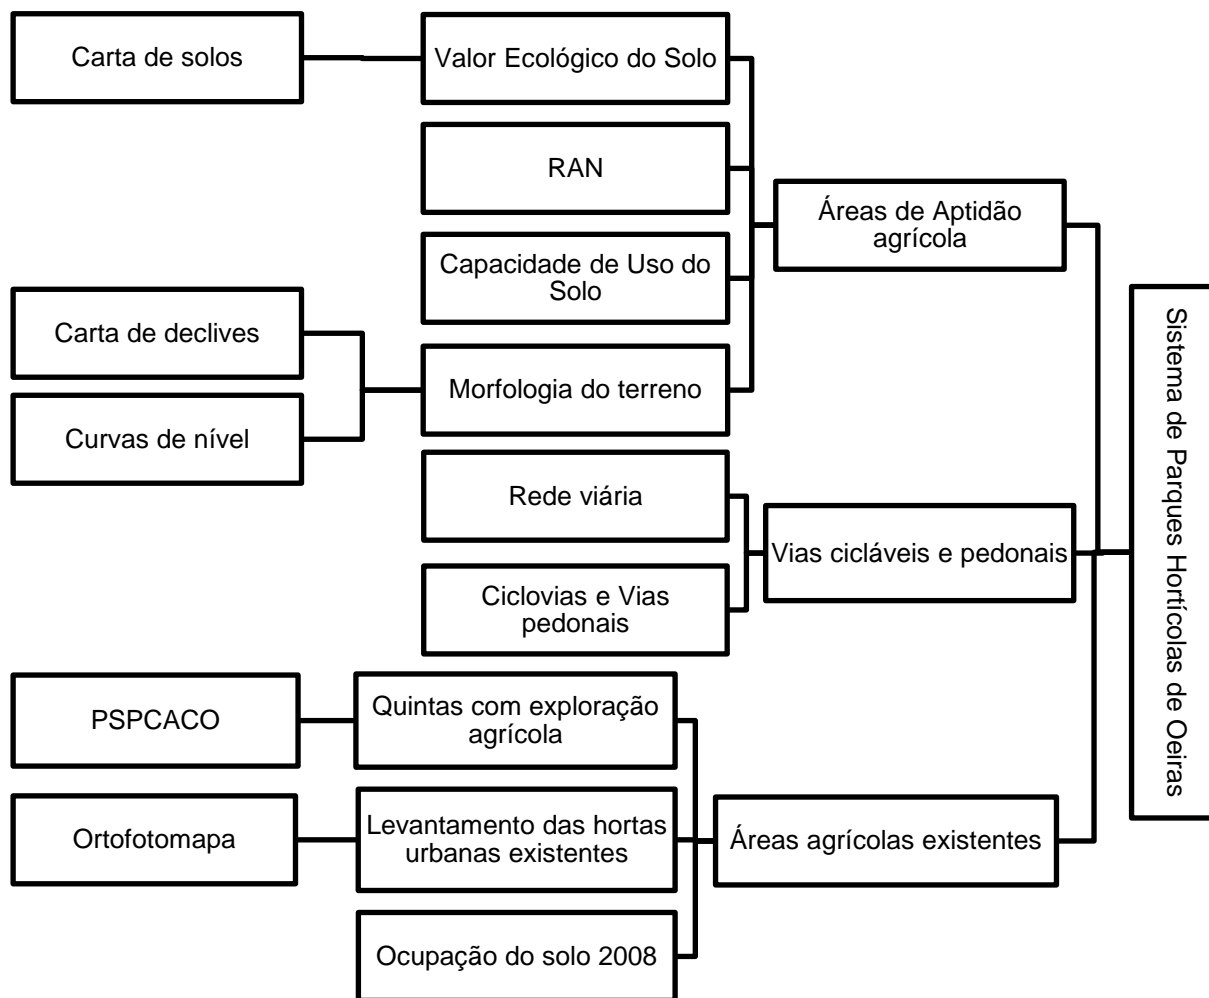 Carta de solos
Valor Ecológico do Solo
RAN
Capacidade de Uso do
Solo
Carta de declives
Curvas de nível
Morfologia do terreno
Áreas de Aptidão
agrícola
Rede viária
Ciclovias e Vias
pedonais
Vias cicláveis e pedonais
PSPCACO
Quintas com exploração
agrícola
Ortofotomapa
Levantamento das hortas
urbanas existentes
Ocupação do solo 2008
Áreas agrícolas existentes
Sistema de Parques Hortícolas de Oeiras